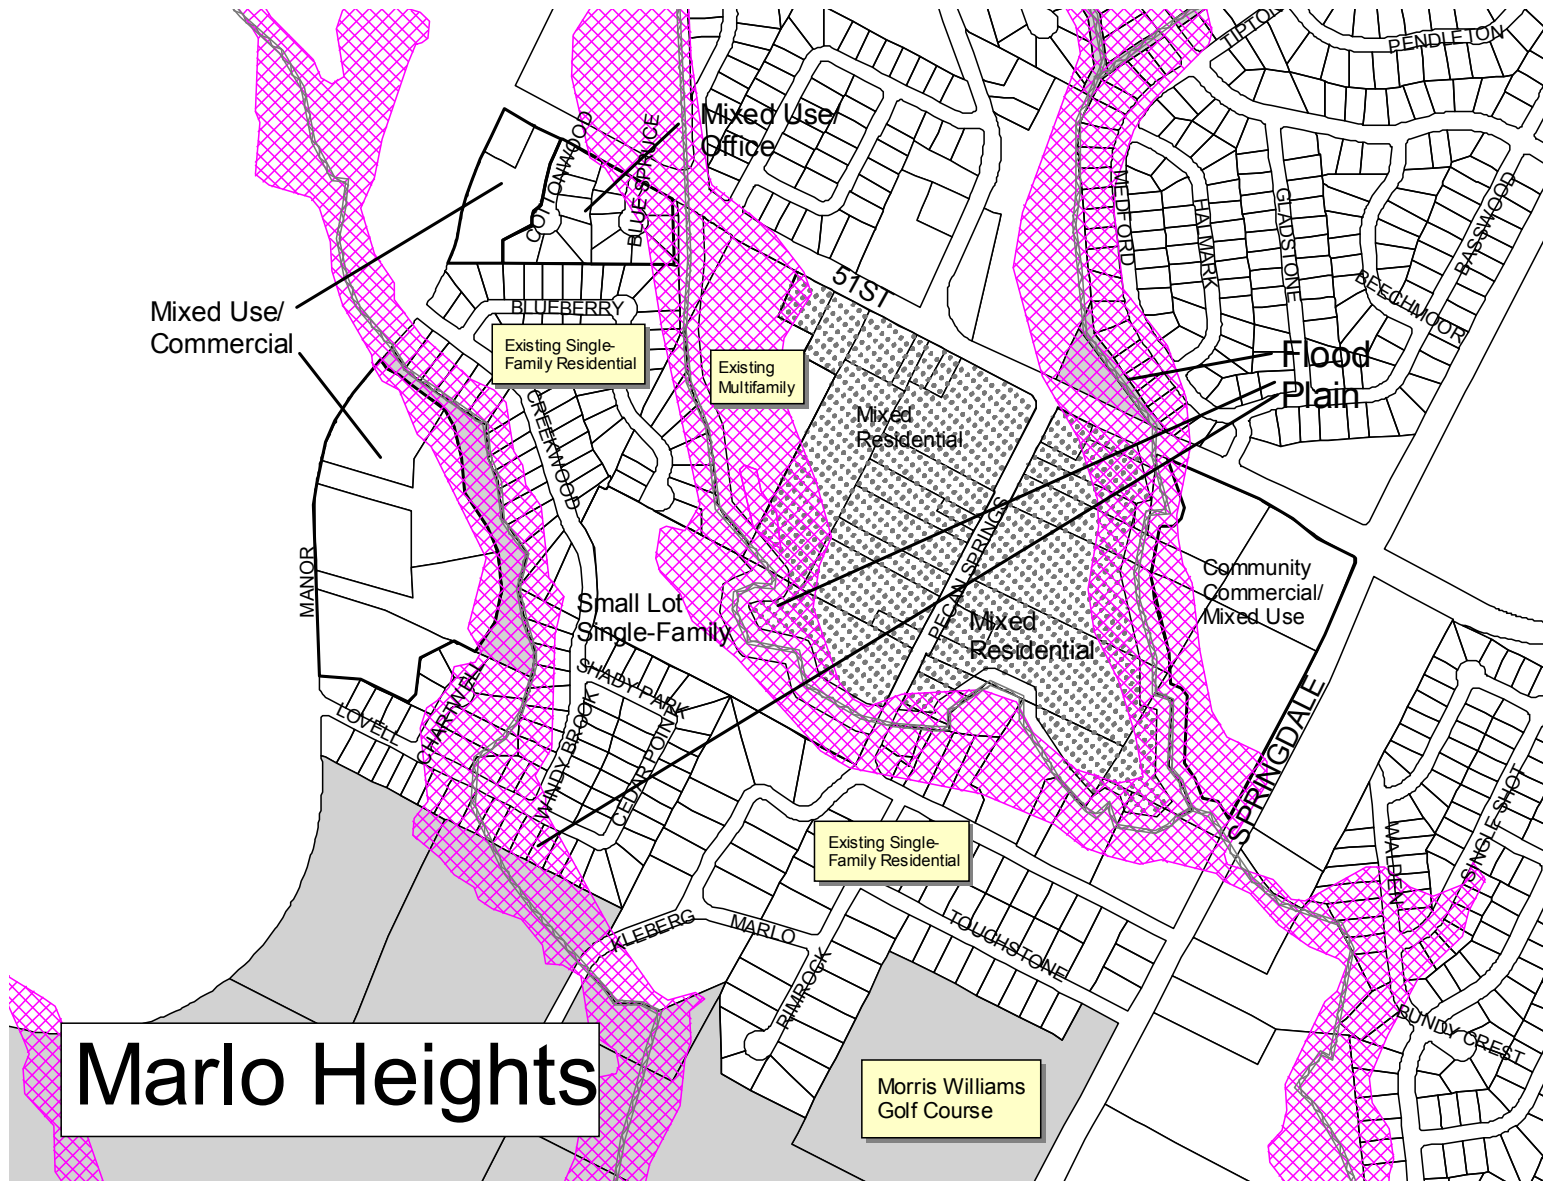 TIPTON
PENDLETON
Mixed Use/
Office
COTTONWOOD
BLUE SPRUCE
MEDFORD
HALMARK
GLADSTONE
BASSWOOD
BEECHMOOR
51ST
Mixed Use/
Commercial
BLUEBERRY
Existing Single-
Family Residential
Existing
Multifamily
Flood
Plain
Mixed
Residential
CREEKWOOD
PECAN SPRINGS
MANOR
Community
Commercial/
Mixed Use
Small Lot
Single-Family
Mixed
Residential
SHADY PARK
CHARTWELL
LOVELL
WINDY BROOK
CEDAR POINT
SPRINGDALE
Existing Single-
Family Residential
WALDEN
SINGLE SHOT
KLEBERG
MARLO
TOUCHSTONE
RIMROCK
BUNDY CREST
Marlo Heights
Morris Williams
Golf Course